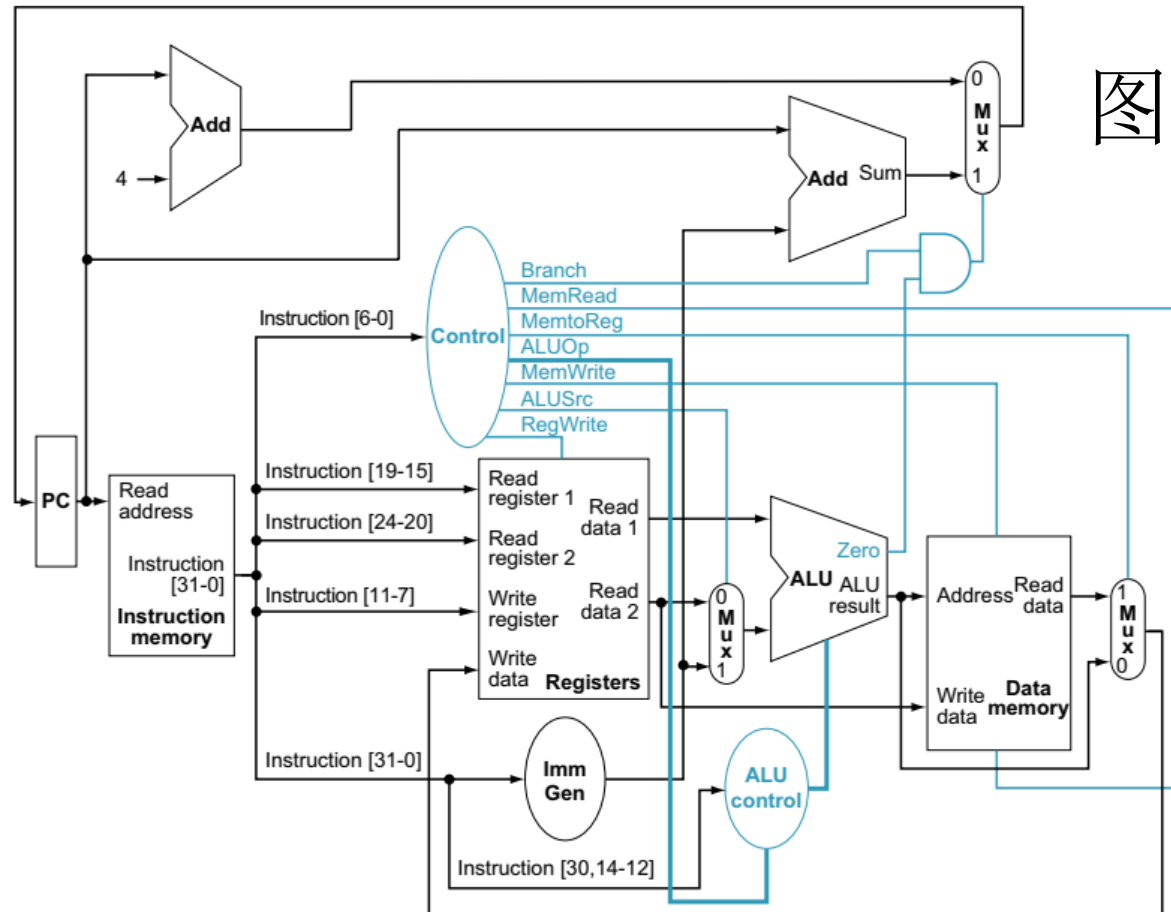 图
Add
4
Add Sum
0
Mux
1
Branch
MemRead
MemtoReg
ALUOp
MemWrite
ALUSrc
RegWrite
Control
Instruction [6-0]
PC
Read
address
Instruction
[31-0]
Instruction
memory
Instruction [19-15]
Instruction [24-20]
Instruction [11-7]
Read
register 1
Read
register 2
Write
register
Write
data
Read
data 1
Read
data 2
Registers
0
Mux
1
Zero
ALU
ALU
result
Address
Read
data
Write
data
Data
memory
1
Mux
0
Instruction [31-0]
Imm
Gen
ALU
control
Instruction [30,14-12]